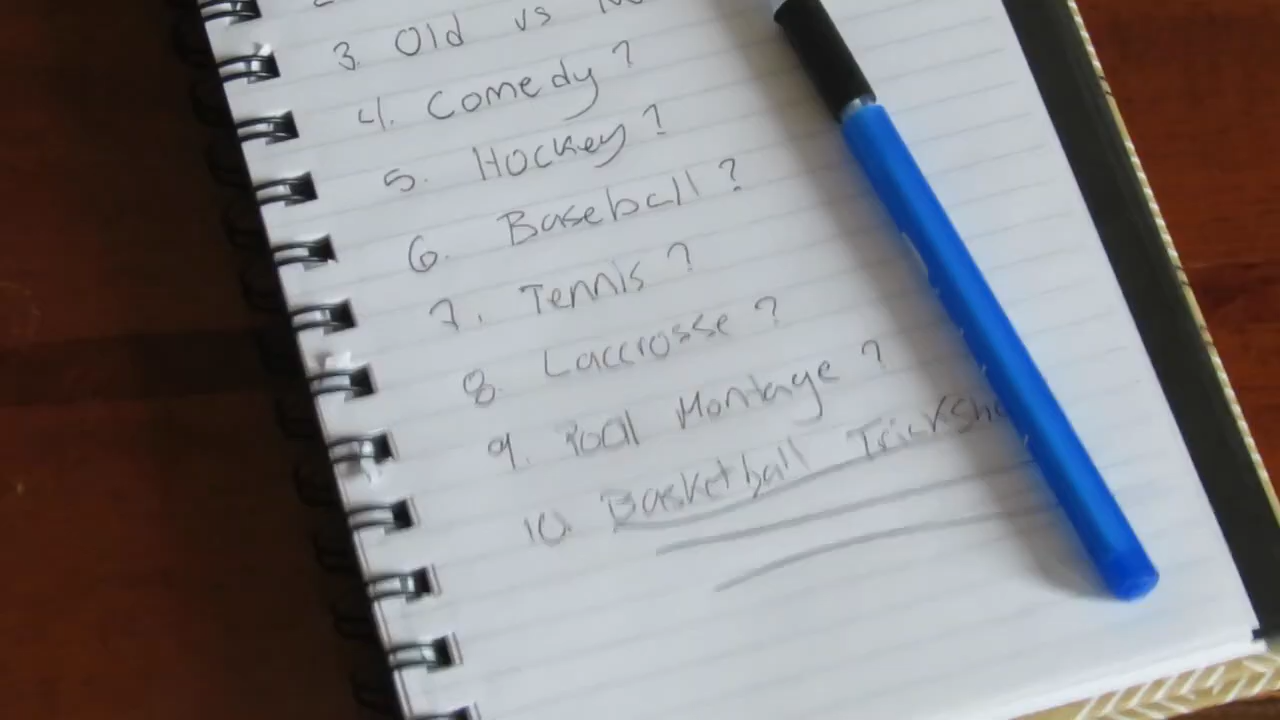 3. Old vs
4. Comedy?
5. Hockey?
6. Baseball?
7. Tennis?
8. Laccrosse?
9. Pool Montage?
10. Basketball